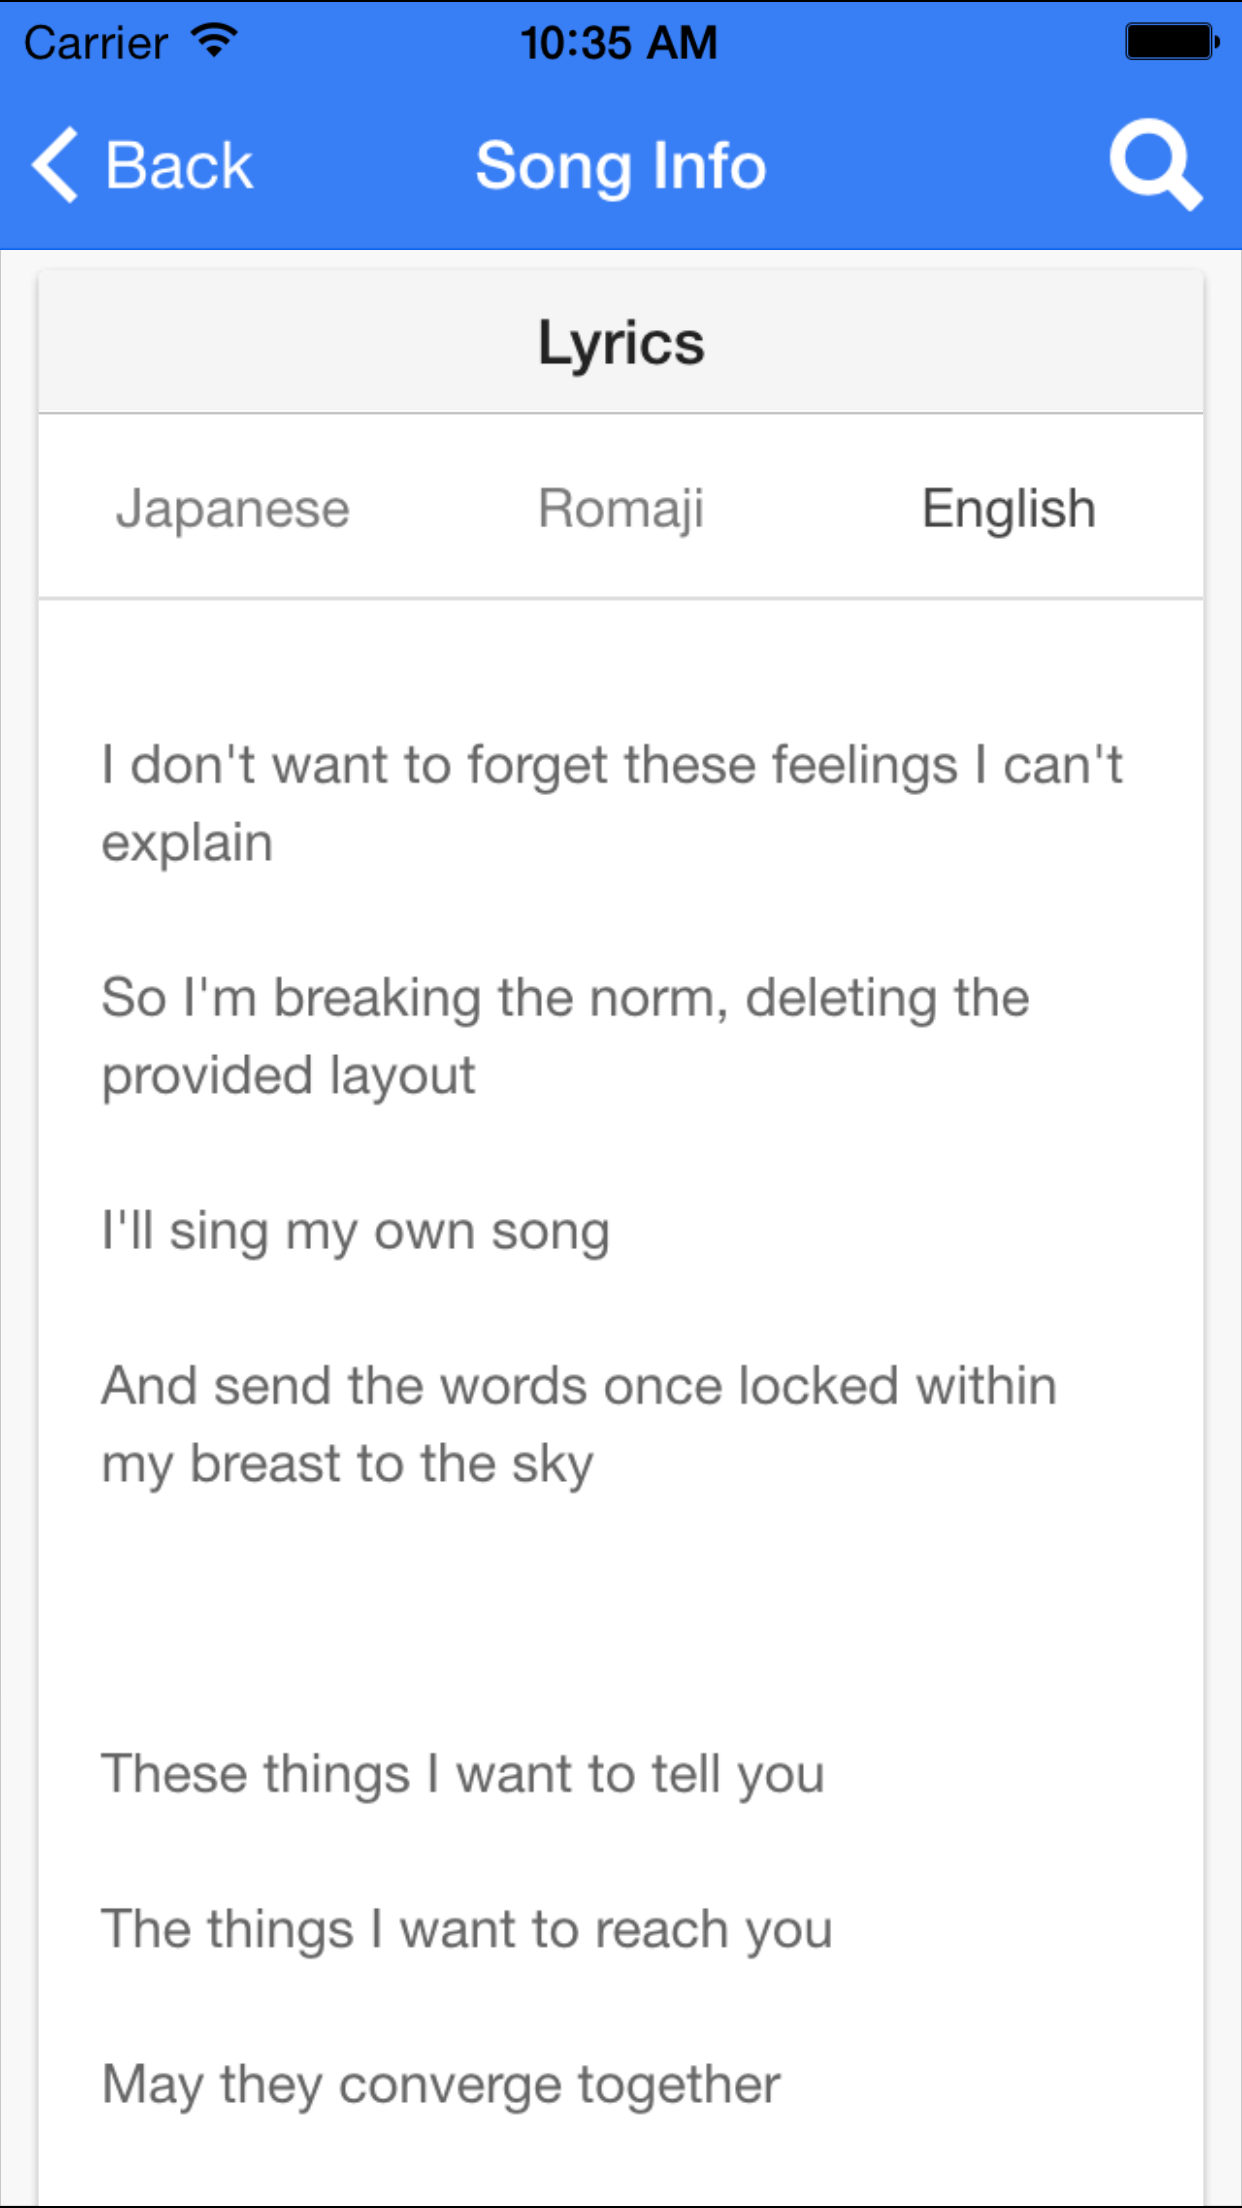 Carrier 10:35 AM
Back Song Info
Lyrics
Japanese Romaji English
I don't want to forget these feelings I can't
explain
So I'm breaking the norm, deleting the
provided layout
I'll sing my own song
And send the words once locked within
my breast to the sky
These things I want to tell you
The things I want to reach you
May they converge together